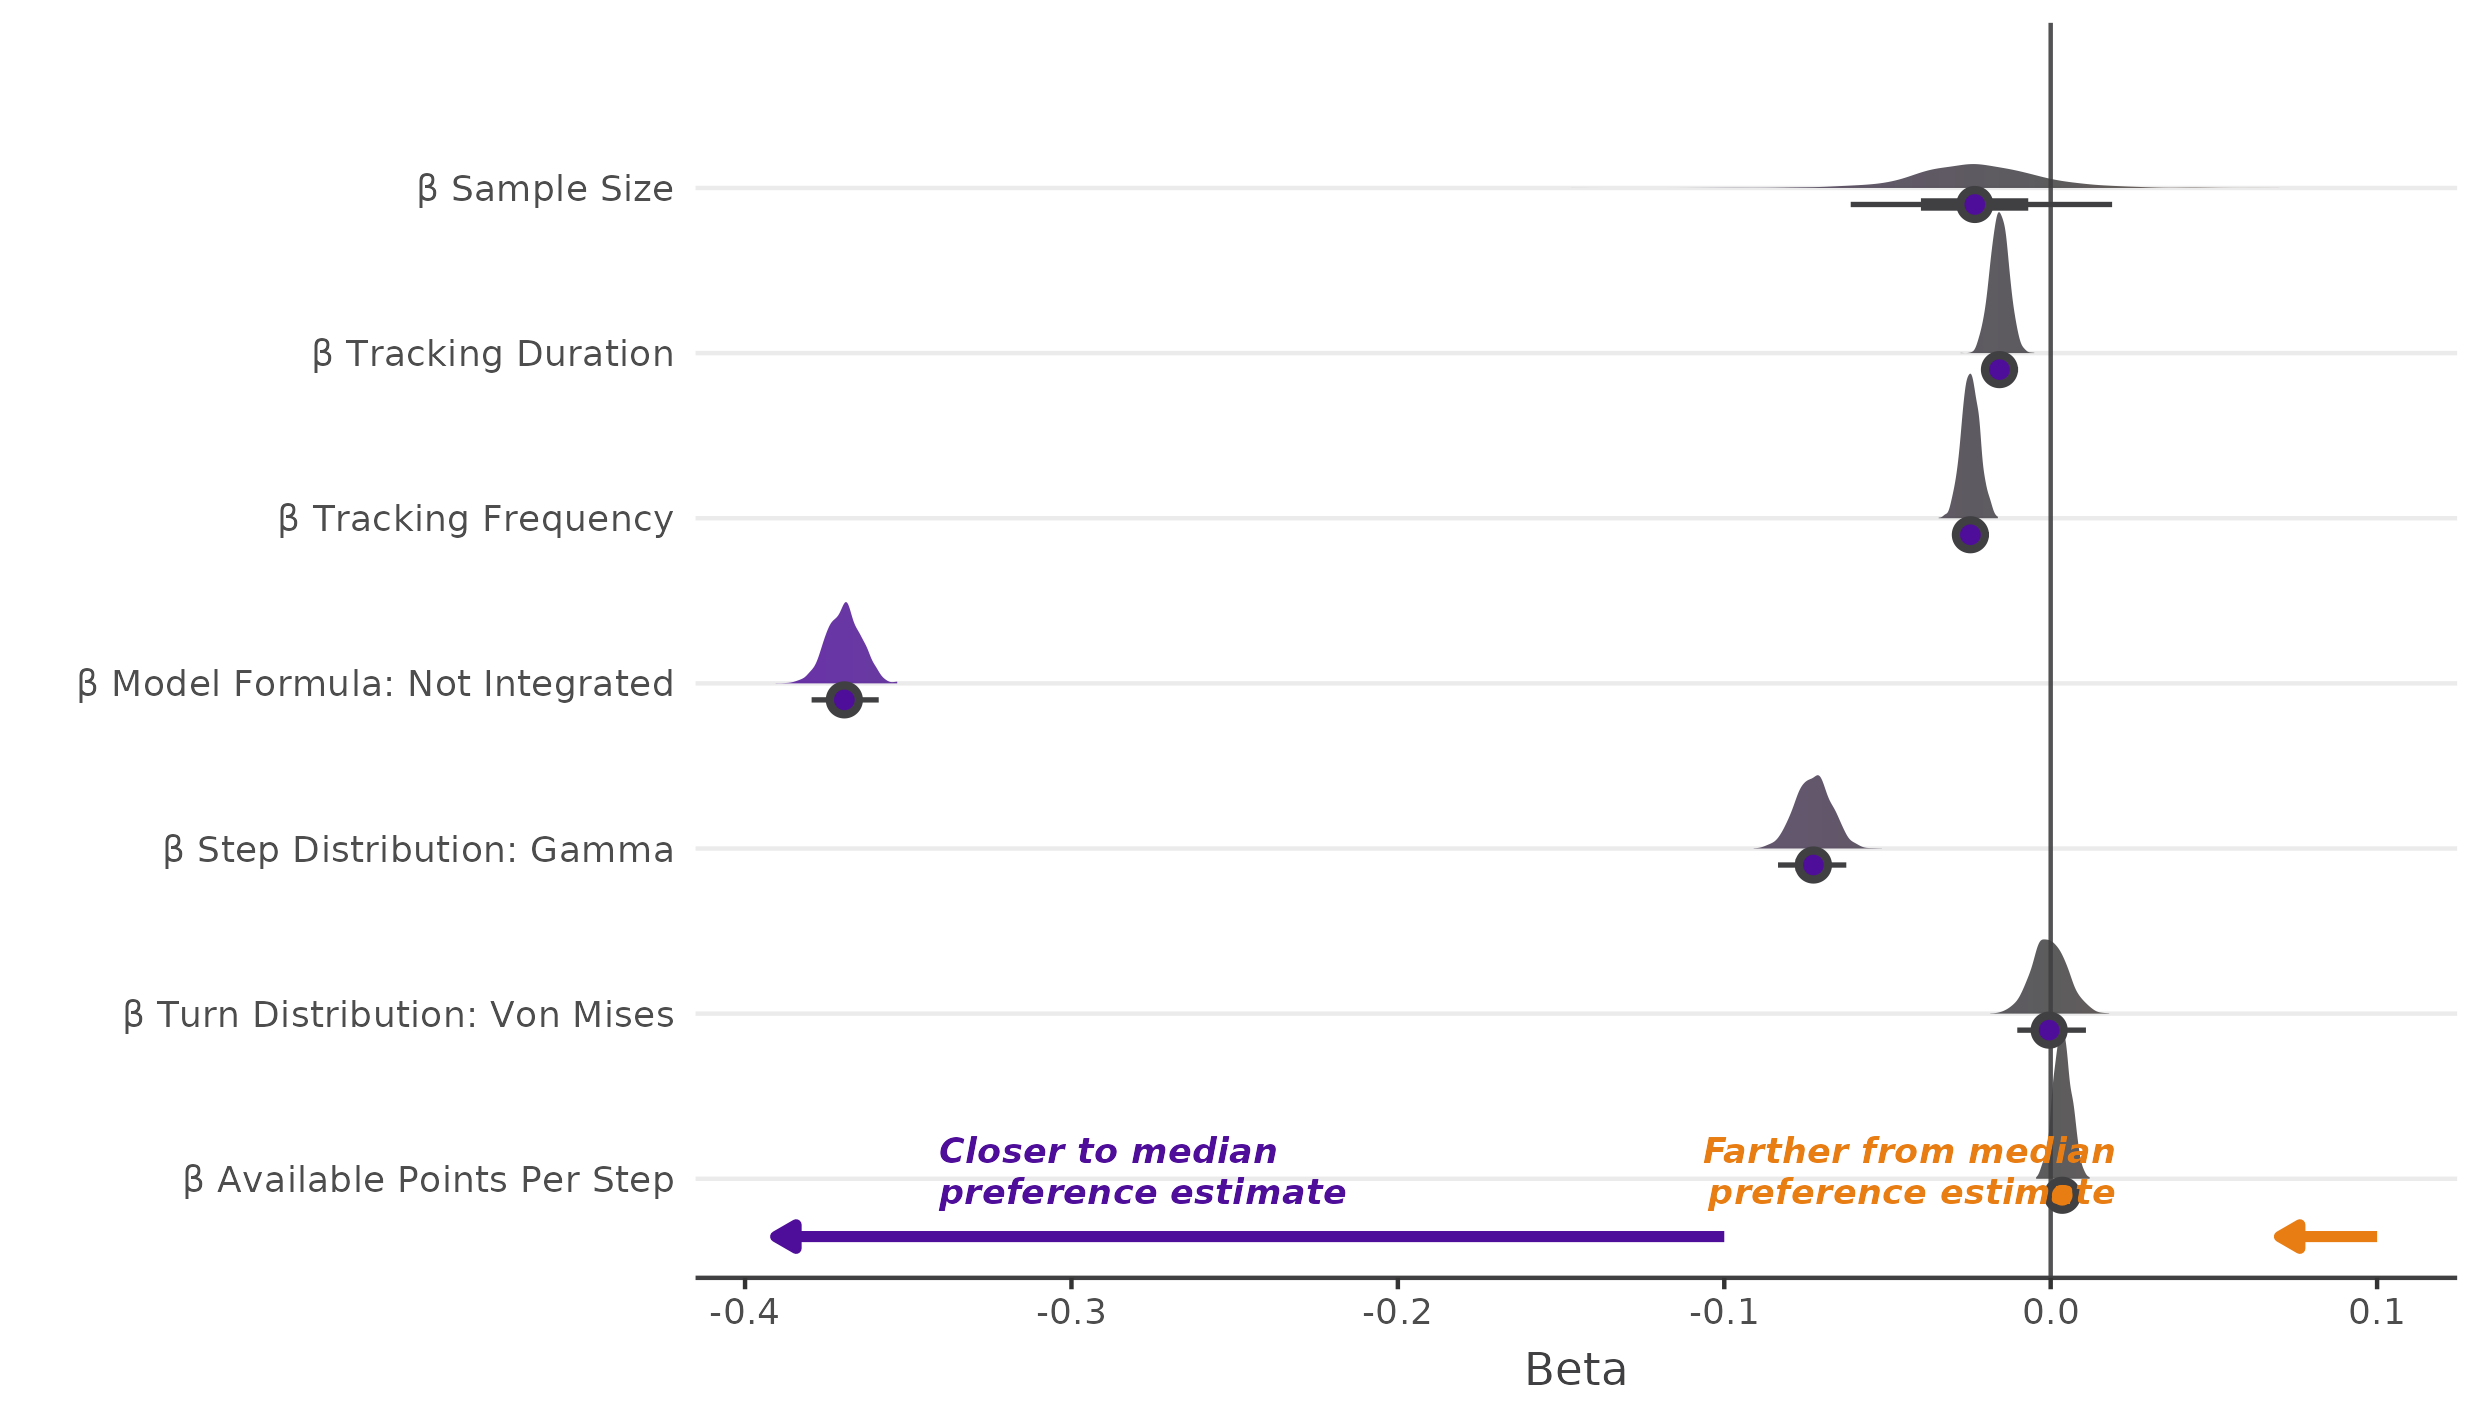 β Sample Size
β Tracking Duration
β Tracking Frequency
β Model Formula: Not Integrated
β Step Distribution: Gamma
β Turn Distribution: Von Mises
β Available Points Per Step
Closer to median
preference estimate
Farther from median
preference estimate
-0.4
-0.3
-0.2
-0.1
0.0
0.1
Beta